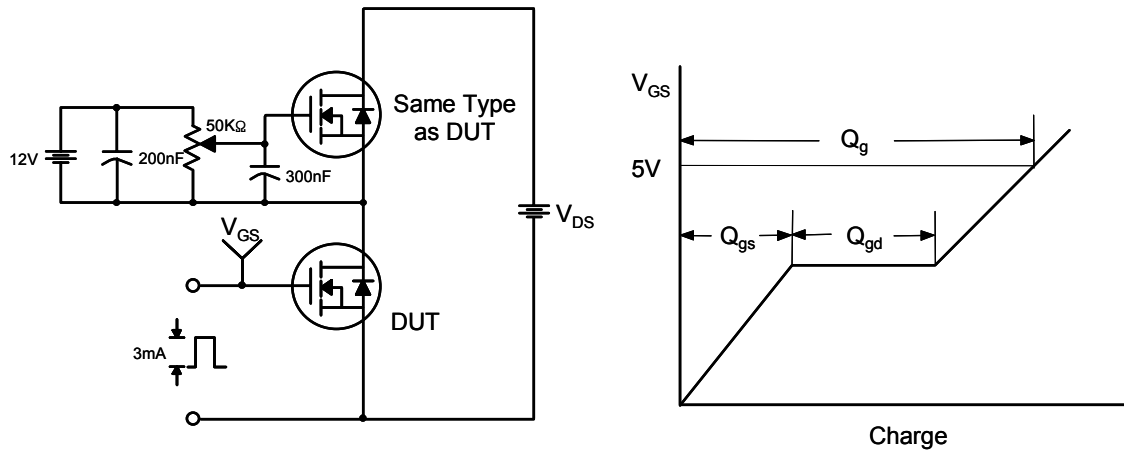 12V
200nF
50KΩ
300nF
Same Type
as DUT
V_DS
V_GS
DUT
3mA
V_GS
Q_g
5V
Q_gs
Q_gd
Charge